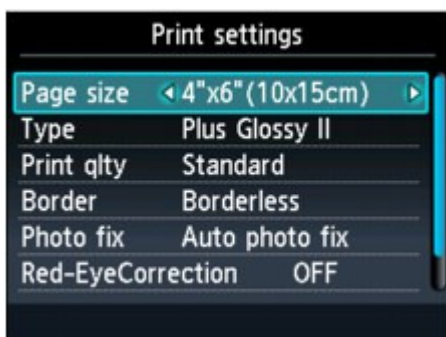 Print settings
Page size 4"x6"(10x15cm)
Type Plus Glossy II
Print qlty Standard
Border Borderless
Photo fix Auto photo fix
Red-EyeCorrection OFF